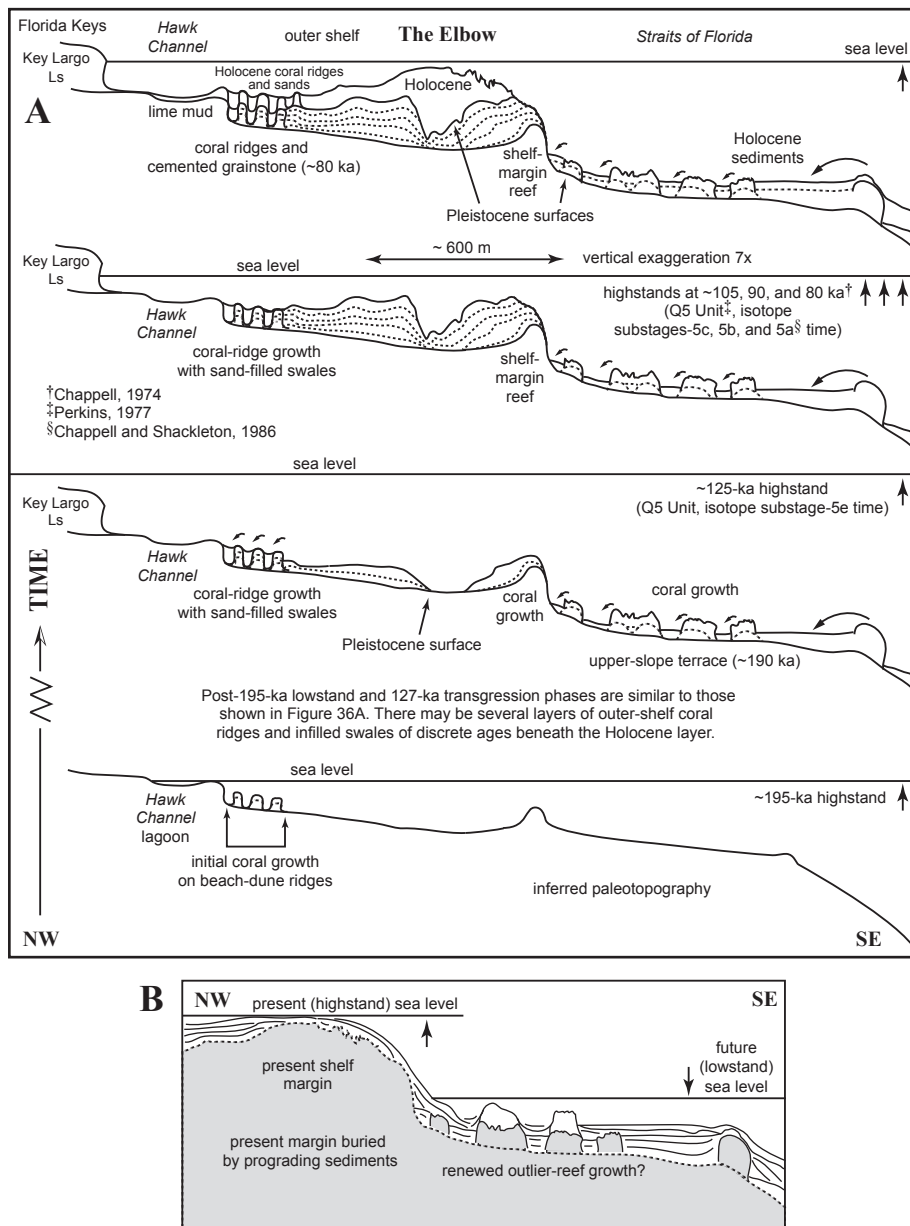 Florida Keys
Hawk
Channel
outer shelf
The Elbow
Straits of Florida
sea level
Key Largo
Ls
A
Holocene coral ridges
and sands
Holocene
lime mud
coral ridges and
cemented grainstone (~80 ka)
shelf-
margin
reef
Holocene
sediments
Pleistocene surfaces
~ 600 m
vertical exaggeration 7x
Key Largo
Ls
sea level
highstands at ~105, 90, and 80 ka†
(Q5 Unit‡, isotope
substages-5c, 5b, and 5a§ time)
Hawk
Channel
coral-ridge growth
with sand-filled swales
shelf-
margin
reef
†Chappell, 1974
‡Perkins, 1977
§Chappell and Shackleton, 1986
sea level
~125-ka highstand
(Q5 Unit, isotope substage-5e time)
Key Largo
Ls
Hawk
Channel
coral-ridge growth
with sand-filled swales
coral
growth
coral growth
Pleistocene surface
upper-slope terrace (~190 ka)
TIME
Post-195-ka lowstand and 127-ka transgression phases are similar to those
shown in Figure 36A. There may be several layers of outer-shelf coral
ridges and infilled swales of discrete ages beneath the Holocene layer.
sea level
~195-ka highstand
Hawk
Channel
lagoon
initial coral growth
on beach-dune ridges
inferred paleotopography
NW
SE
B
NW
present (highstand) sea level
SE
future
(lowstand)
sea level
present shelf
margin
present margin buried
by prograding sediments
renewed outlier-reef growth?